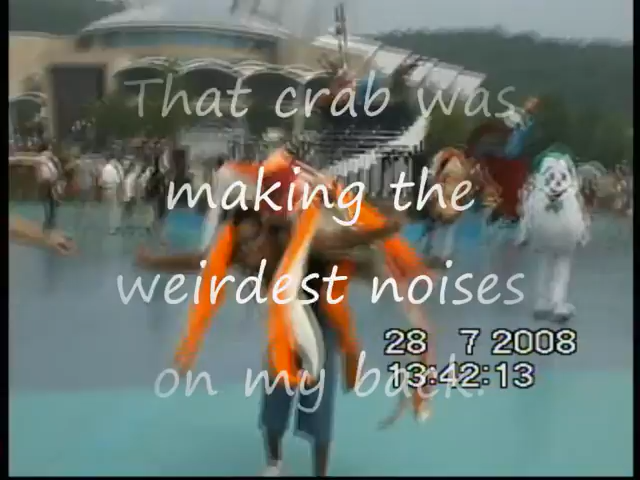 That crab was
making the
weirdest noises
on my back.
28 7 2008
13:42:13